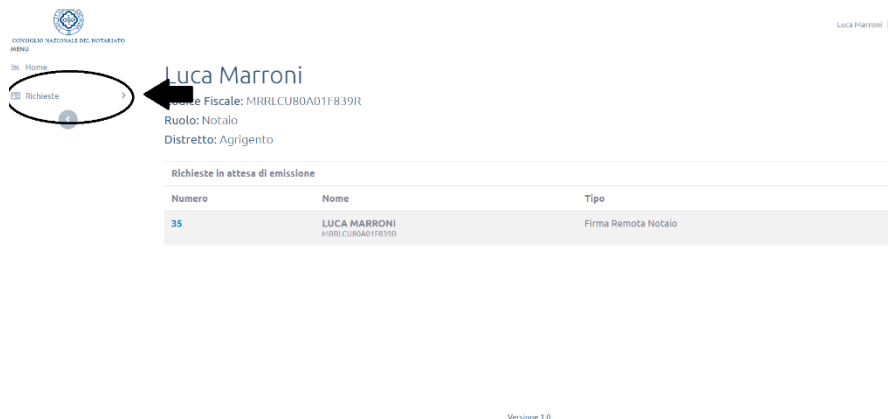 CONSIGLIO NAZIONALE DEL NOTARIATO
MENU
Home
Richieste
Luca Marroni
Luca Marroni
Codice Fiscale: MRRLCU80A01F839R
Ruolo: Notaio
Distretto: Agrigento
Richieste in attesa di emissione
Numero Nome Tipo
35 LUCA MARRONI Firma Remota Notaio
MRRLCU80A01F839R
Versione 1.0